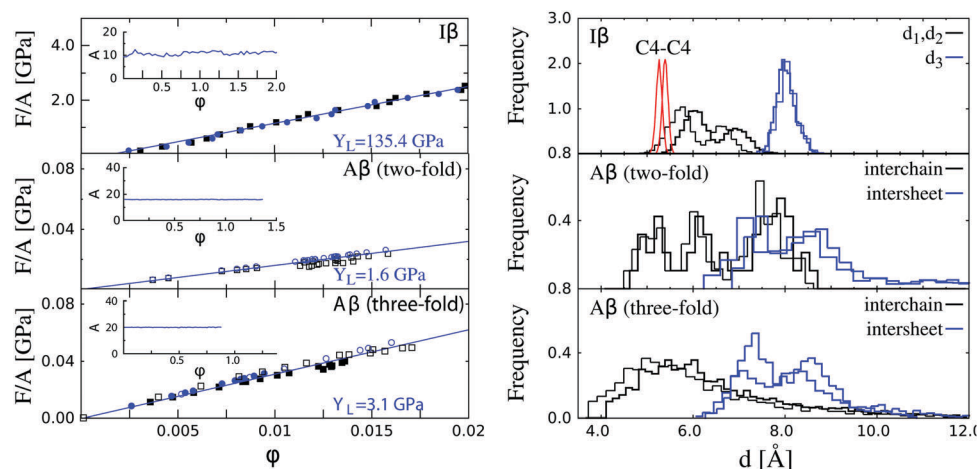 Iβ
F/A [GPa]
4.0
2.0
A
40
20
0
0.5 1.0 1.5 2.0
φ
Y_L=135.4 GPa
Aβ (two-fold)
F/A [GPa]
0.08
0.04
0.00
A
40
20
0
0.5 1.0 1.5
φ
Y_L=1.6 GPa
Aβ (three-fold)
F/A [GPa]
0.08
0.04
0.00
A
40
20
0
0.5 1.0
φ
Y_L=3.1 GPa
0.005 0.01 0.015 0.02
φ
Iβ
Frequency
3.0
2.0
1.0
0.8
C4-C4
d₁,d₂
d₃
Aβ (two-fold)
Frequency
0.4
0.8
interchain
intersheet
Aβ (three-fold)
Frequency
0.4
0.0
interchain
intersheet
4.0 6.0 8.0 10.0 12.0
d [Å]